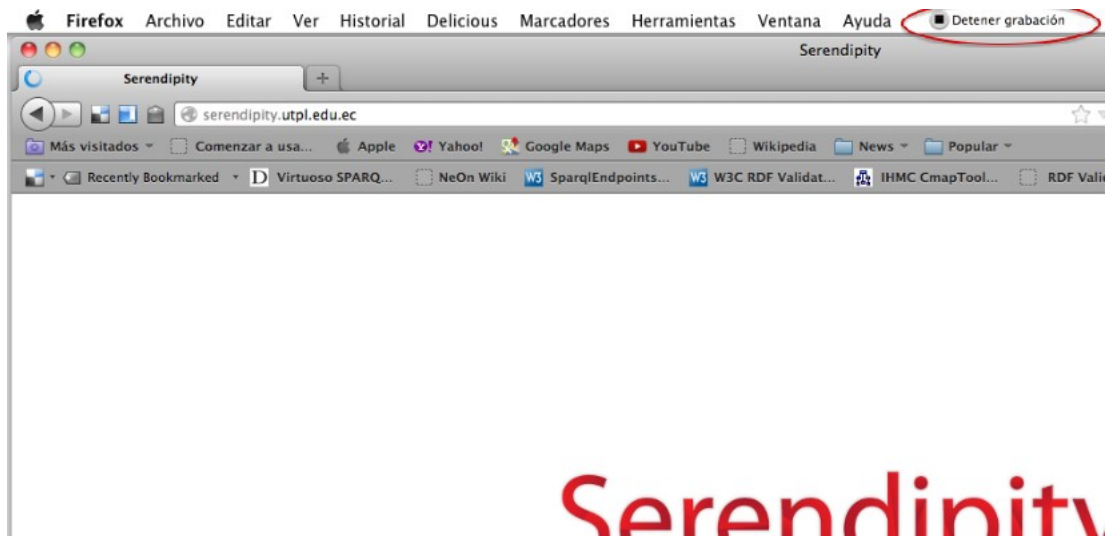 Firefox Archivo Editar Ver Historial Delicious Marcadores Herramientas Ventana Ayuda Detener grabación
Serendipity
Serendipity
serendipity.utpl.edu.ec
Más visitados Comenzar a usa... Apple Yahoo! Google Maps YouTube Wikipedia News Popular
Recently Bookmarked D Virtuoso SPARQ... NeOn Wiki W3 SparqlEndpoints... W3 W3C RDF Validat... IHMC CmapTool... RDF Vali
Serendipity